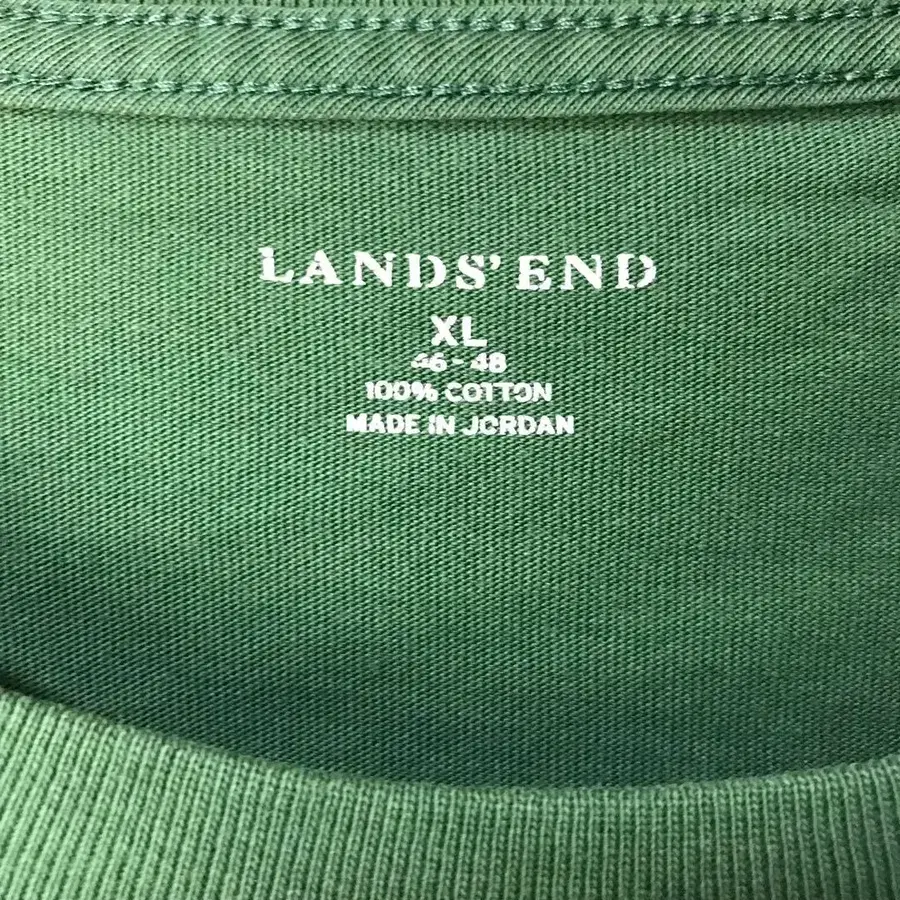 LANDS' END
XL
46-48
100% COTTON
MADE IN JORDAN